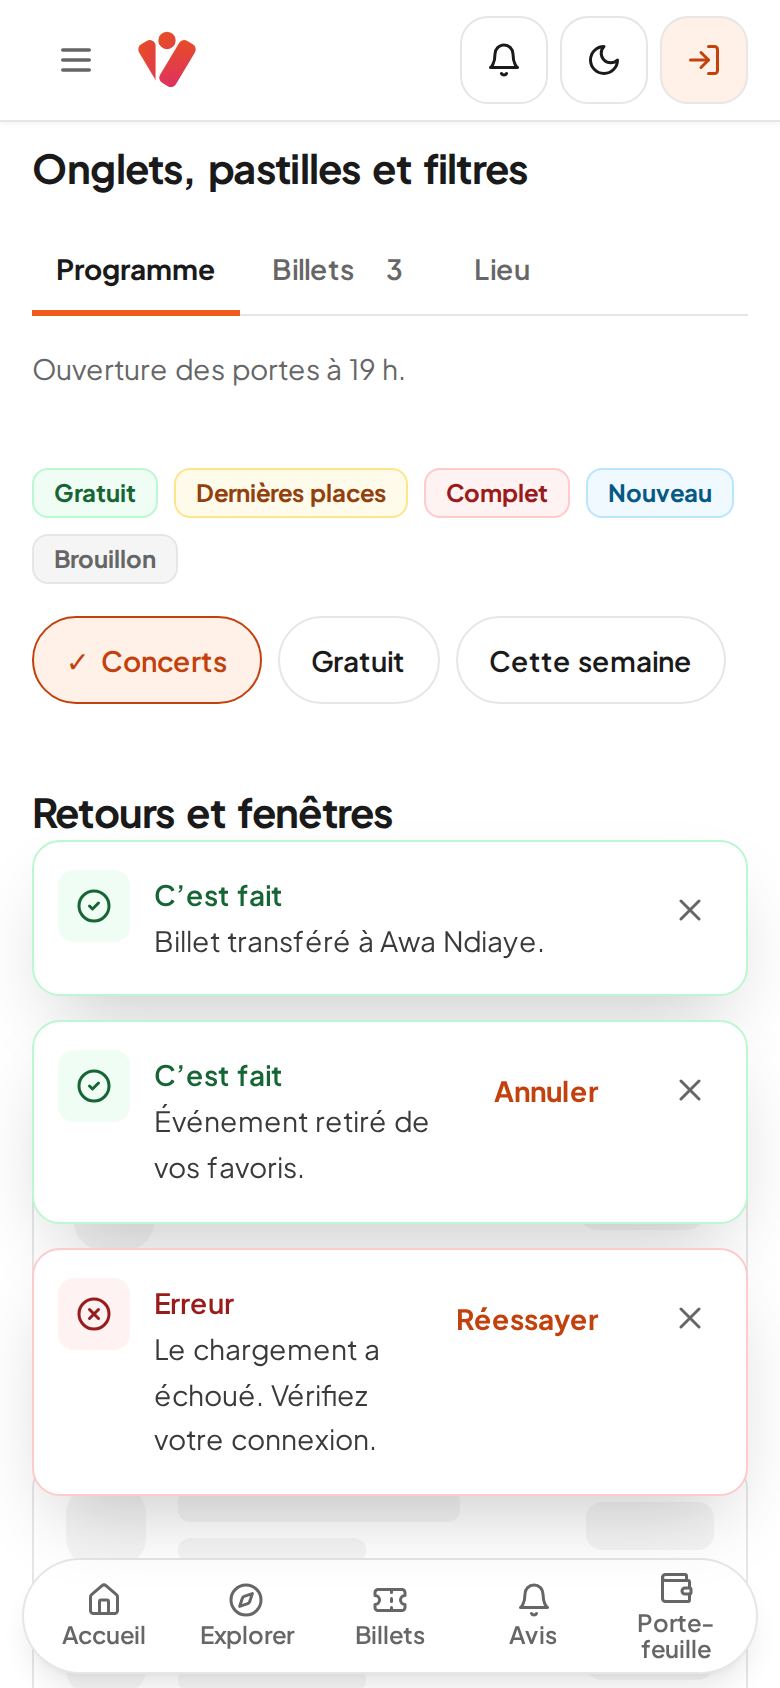 Onglets, pastilles et filtres
Programme
Billets 3
Lieu
Ouverture des portes à 19 h.
Gratuit
Dernières places
Complet
Nouveau
Brouillon
✓ Concerts
Gratuit
Cette semaine
Retours et fenêtres
C’est fait
Billet transféré à Awa Ndiaye.
C’est fait
Événement retiré de
vos favoris.
Annuler
Erreur
Le chargement a
échoué. Vérifiez
votre connexion.
Réessayer
Accueil
Explorer
Billets
Avis
Porte-
feuille